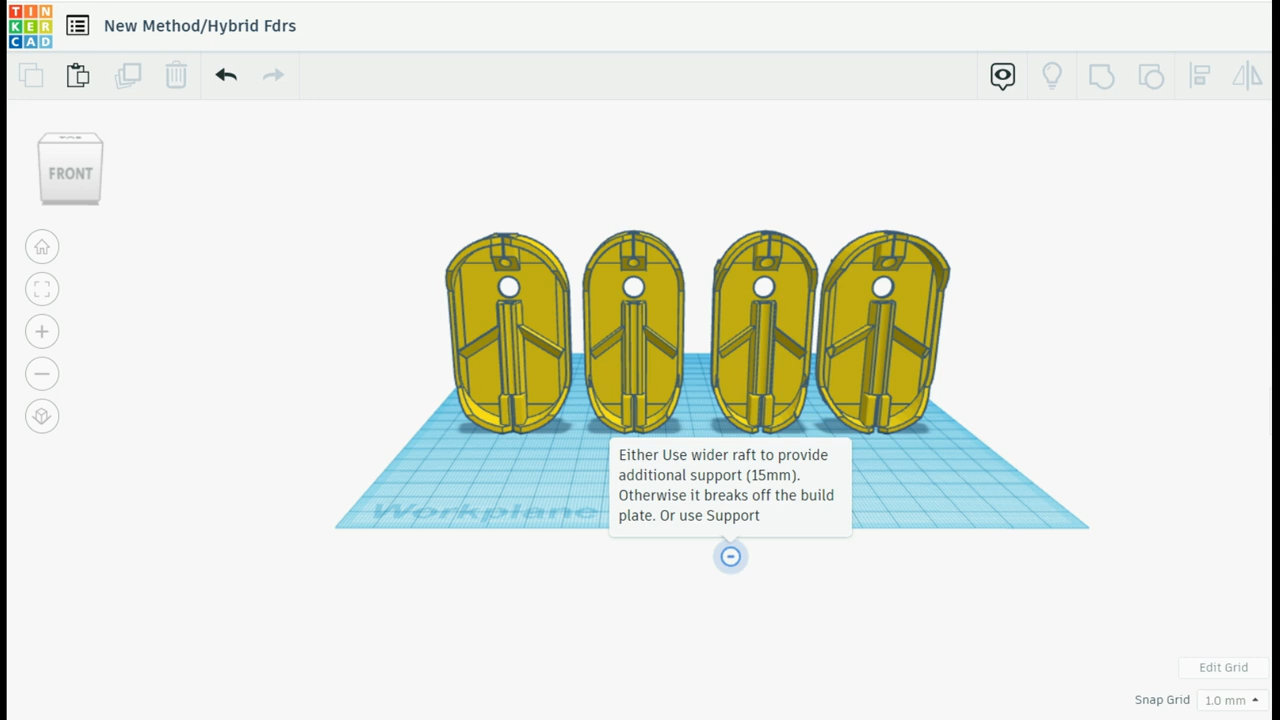 TIN
KER
CAD
New Method/Hybrid Fdrs
TOP
FRONT
Either Use wider raft to provide
additional support (15mm).
Otherwise it breaks off the build
plate. Or use Support
Workplane
Edit Grid
Snap Grid 1.0 mm